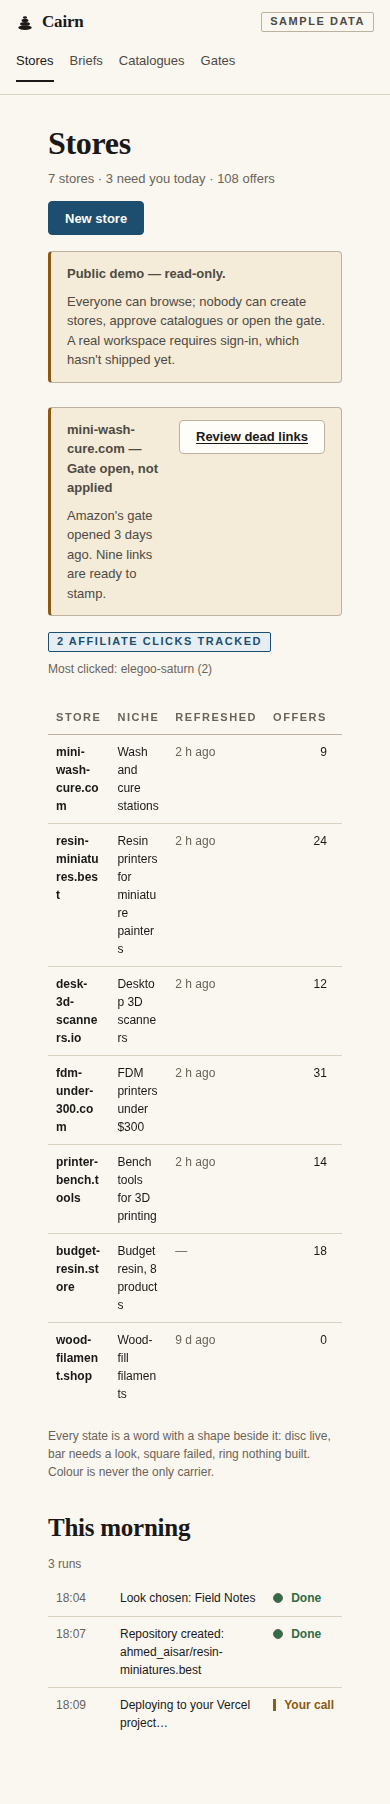 Cairn
SAMPLE DATA
Stores Briefs Catalogues Gates
Stores
7 stores · 3 need you today · 108 offers
New store
Public demo — read-only.
Everyone can browse; nobody can create
stores, approve catalogues or open the gate.
A real workspace requires sign-in, which
hasn't shipped yet.
mini-wash-
cure.com —
Gate open, not
applied
Review dead links
Amazon's gate
opened 3 days
ago. Nine links
are ready to
stamp.
2 AFFILIATE CLICKS TRACKED
Most clicked: elegoo-saturn (2)
STORE NICHE REFRESHED OFFERS
mini- Wash 2 h ago 9
wash- and
cure.co cure
m stations
resin- Resin 2 h ago 24
miniatu printers
res.bes for
t miniatu
re
painter
s
desk- Deskto 2 h ago 12
3d- p 3D
scanne scanne
rs.io rs
fdm- FDM 2 h ago 31
under- printers
300.co under
m $300
printer- Bench 2 h ago 14
bench.t tools
ools for 3D
printing
budget- Budget — 18
resin.st resin, 8
ore product
s
wood- Wood- 9 d ago 0
filamen fill
t.shop filamen
ts
Every state is a word with a shape beside it: disc live,
bar needs a look, square failed, ring nothing built.
Colour is never the only carrier.
This morning
3 runs
18:04 Look chosen: Field Notes Done
18:07 Repository created: Done
ahmed_aisar/resin-
miniatures.best
18:09 Deploying to your Vercel Your call
project…